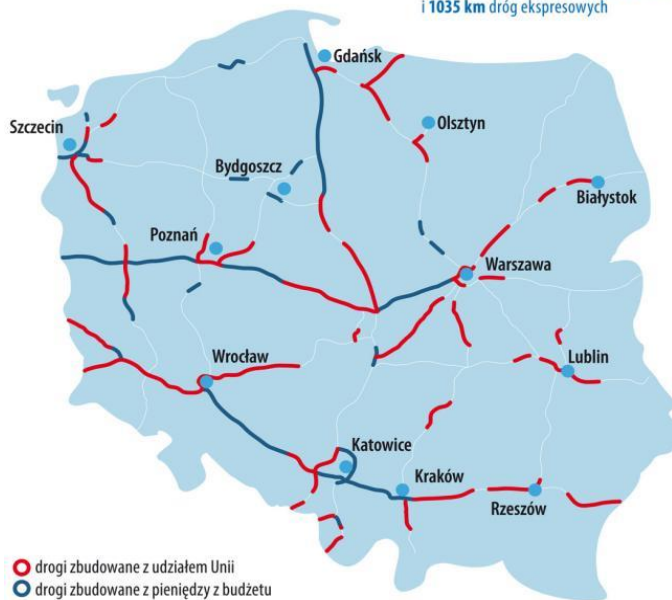 i 1035 km dróg ekspresowych
Gdańsk
Szczecin
Olsztyn
Bydgoszcz
Białystok
Poznań
Warszawa
Wrocław
Lublin
Katowice
Kraków
Rzeszów
drogi zbudowane z udziałem Unii
drogi zbudowane z pieniędzy z budżetu